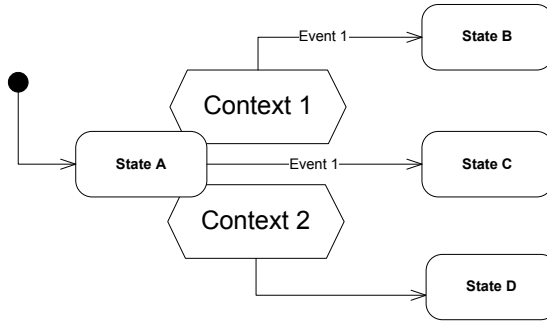 Event 1
State B
Context 1
State A
Event 1
State C
Context 2
State D